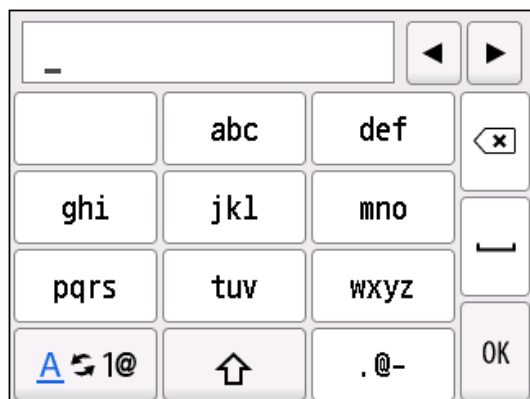 _
abc def
ghi jkl mno
pqrs tuv wxyz
A 1@ .@- OK